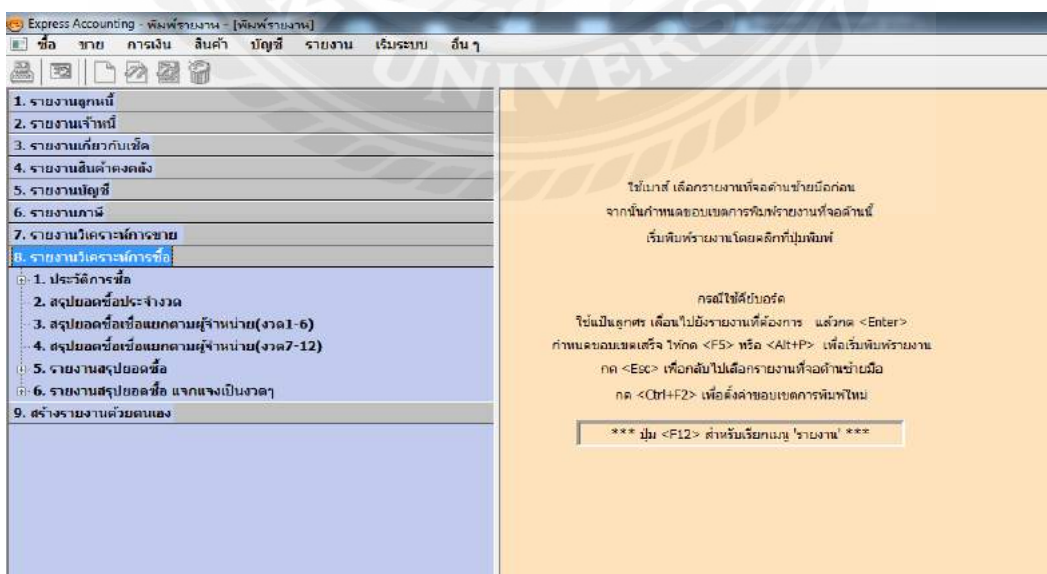 Express Accounting - พิมพ์รายงาน - [พิมพ์รายงาน]
ซื้อ ขาย การเงิน สินค้า บัญชี รายงาน เริ่มระบบ อื่น ๆ
UNIVERS
1. รายงานลูกหนี้
2. รายงานเจ้าหนี้
3. รายงานเกี่ยวกับเช็ค
4. รายงานสินค้าคงคลัง
5. รายงานบัญชี
6. รายงานภาษี
7. รายงานวิเคราะห์การขาย
8. รายงานวิเคราะห์การซื้อ
1. ประวัติการซื้อ
2. สรุปยอดซื้อประจำงวด
3. สรุปยอดซื้อเชื่อแยกตามผู้จำหน่าย(งวด1-6)
4. สรุปยอดซื้อเชื่อแยกตามผู้จำหน่าย(งวด7-12)
5. รายงานสรุปยอดซื้อ
6. รายงานสรุปยอดซื้อ แจกแจงเป็นงวดๆ
9. สร้างรายงานด้วยตนเอง
ใช้เมาส์ เลือกรายงานที่จอด้านซ้ายมือก่อน
จากนั้นกำหนดขอบเขตการพิมพ์รายงานที่จอด้านนี้
เริ่มพิมพ์รายงานโดยคลิกที่ปุ่มพิมพ์
กรณีใช้คีย์บอร์ด
ใช้แป้นลูกศร เลื่อนไปยังรายงานที่ต้องการ แล้วกด <Enter>
กำหนดขอบเขตเสร็จ ให้กด <F5> หรือ <Alt+P> เพื่อเริ่มพิมพ์รายงาน
กด <Esc> เพื่อกลับไปเลือกรายงานที่จอด้านซ้ายมือ
กด <Ctrl+F2> เพื่อตั้งค่าขอบเขตการพิมพ์ใหม่
*** ปุ่ม <F12> สำหรับเรียกเมนู 'รายงาน' ***